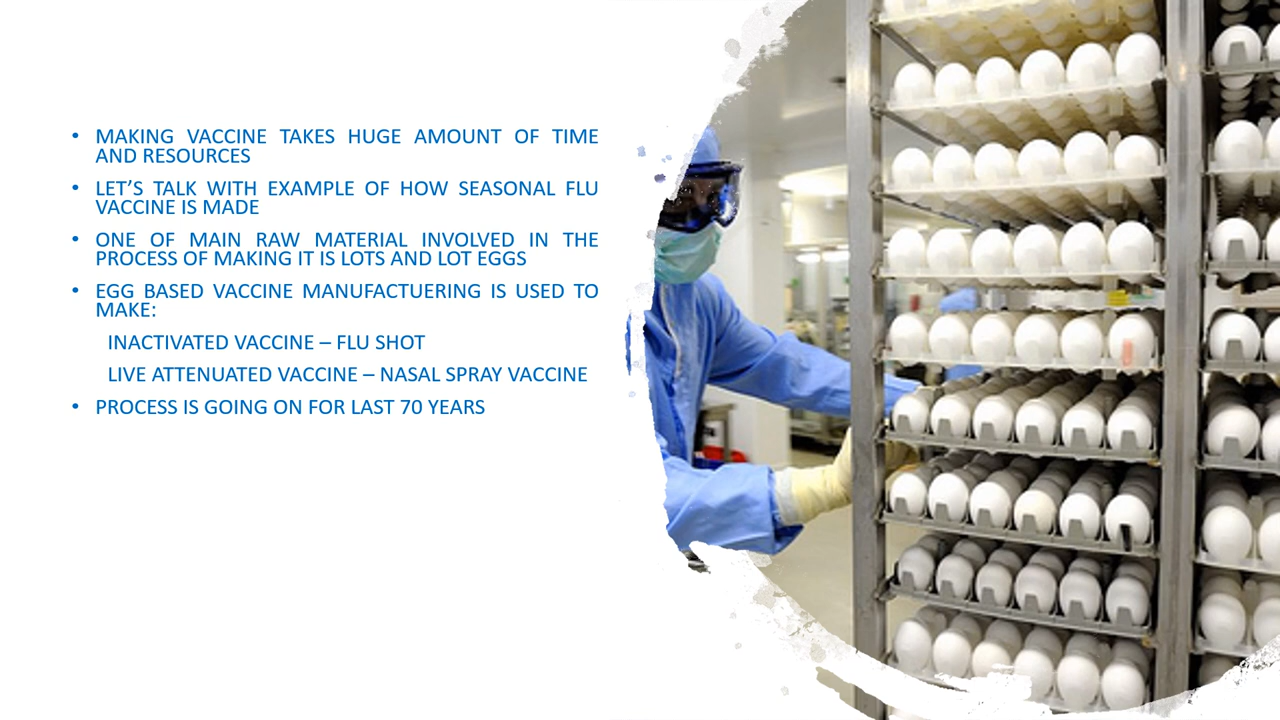 • MAKING VACCINE TAKES HUGE AMOUNT OF TIME
AND RESOURCES
• LET’S TALK WITH EXAMPLE OF HOW SEASONAL FLU
VACCINE IS MADE
• ONE OF MAIN RAW MATERIAL INVOLVED IN THE
PROCESS OF MAKING IT IS LOTS AND LOT EGGS
• EGG BASED VACCINE MANUFACTUERING IS USED TO
MAKE:
INACTIVATED VACCINE – FLU SHOT
LIVE ATTENUATED VACCINE – NASAL SPRAY VACCINE
• PROCESS IS GOING ON FOR LAST 70 YEARS